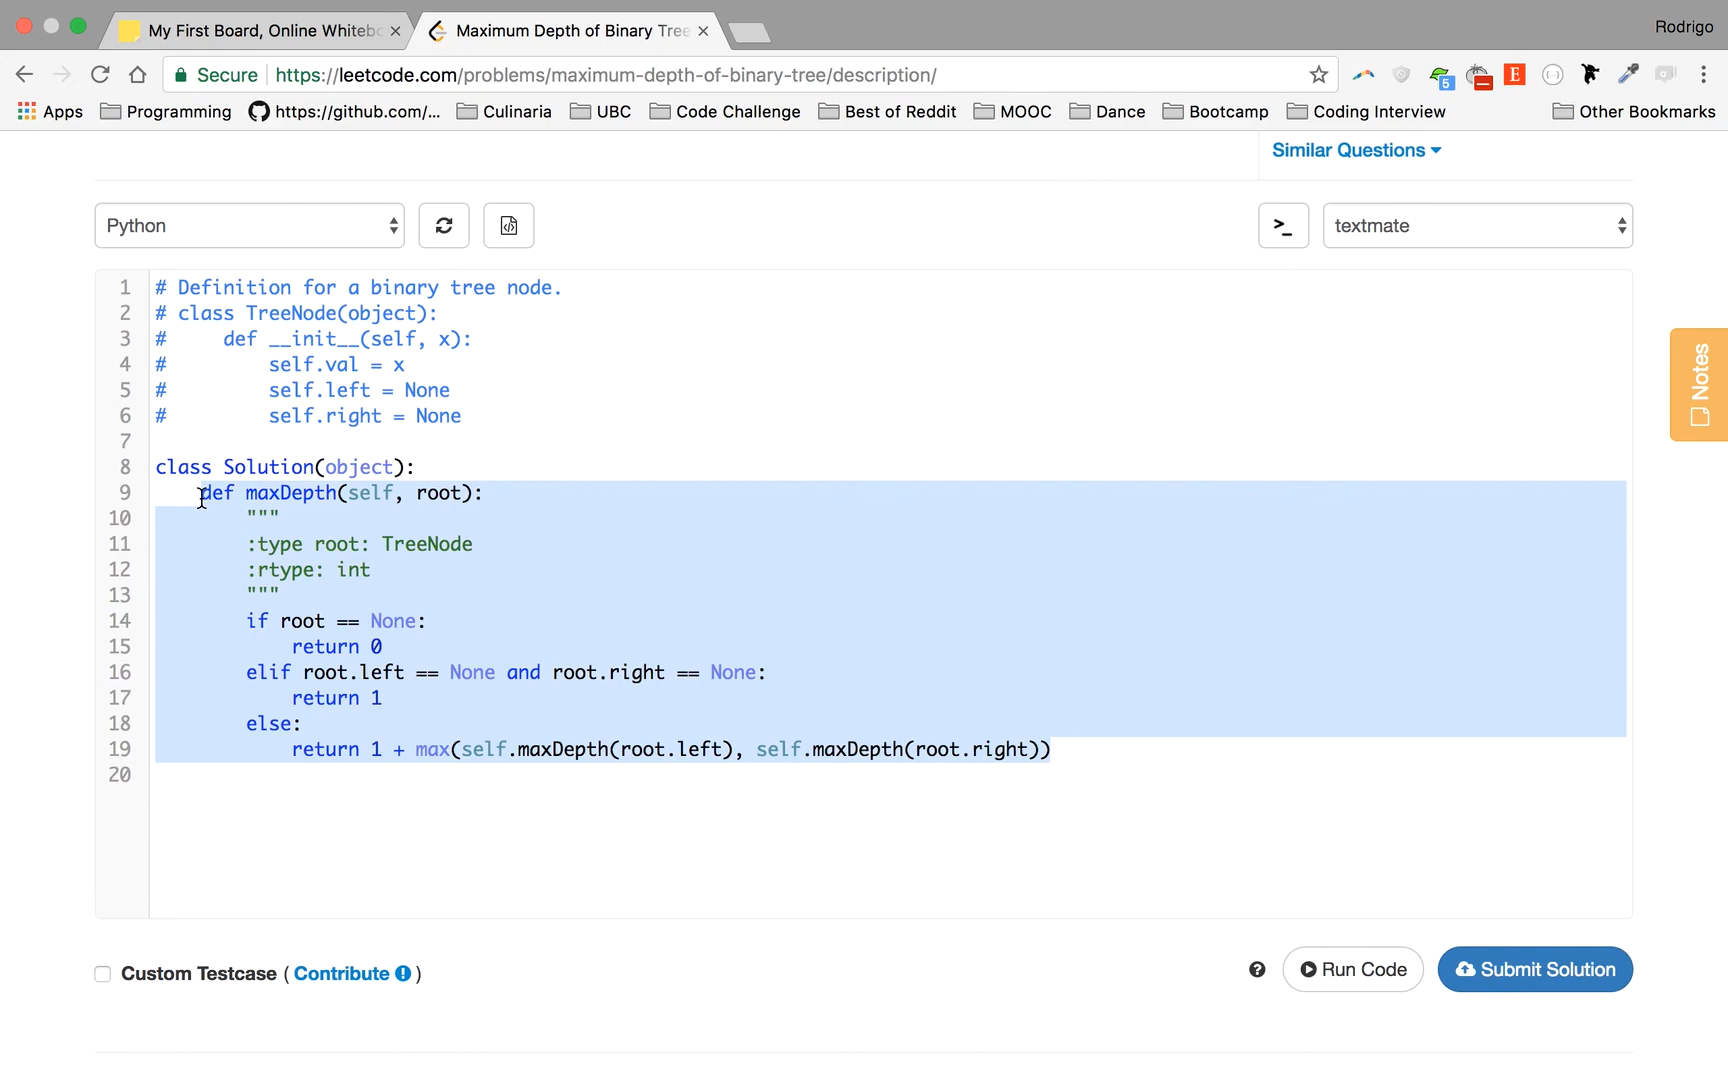 My First Board, Online Whitebo
Maximum Depth of Binary Tree
Rodrigo
Secure https://leetcode.com/problems/maximum-depth-of-binary-tree/description/
5
E
Apps Programming https://github.com/... Culinaria UBC Code Challenge Best of Reddit MOOC Dance Bootcamp Coding Interview Other Bookmarks
Similar Questions
Python
>_
textmate
Notes
1 # Definition for a binary tree node.
2 # class TreeNode(object):
3 #     def __init__(self, x):
4 #         self.val = x
5 #         self.left = None
6 #         self.right = None
7
8 class Solution(object):
9     def maxDepth(self, root):
10         """
11         :type root: TreeNode
12         :rtype: int
13         """
14         if root == None:
15             return 0
16         elif root.left == None and root.right == None:
17             return 1
18         else:
19             return 1 + max(self.maxDepth(root.left), self.maxDepth(root.right))
20
Custom Testcase ( Contribute )
? Run Code Submit Solution